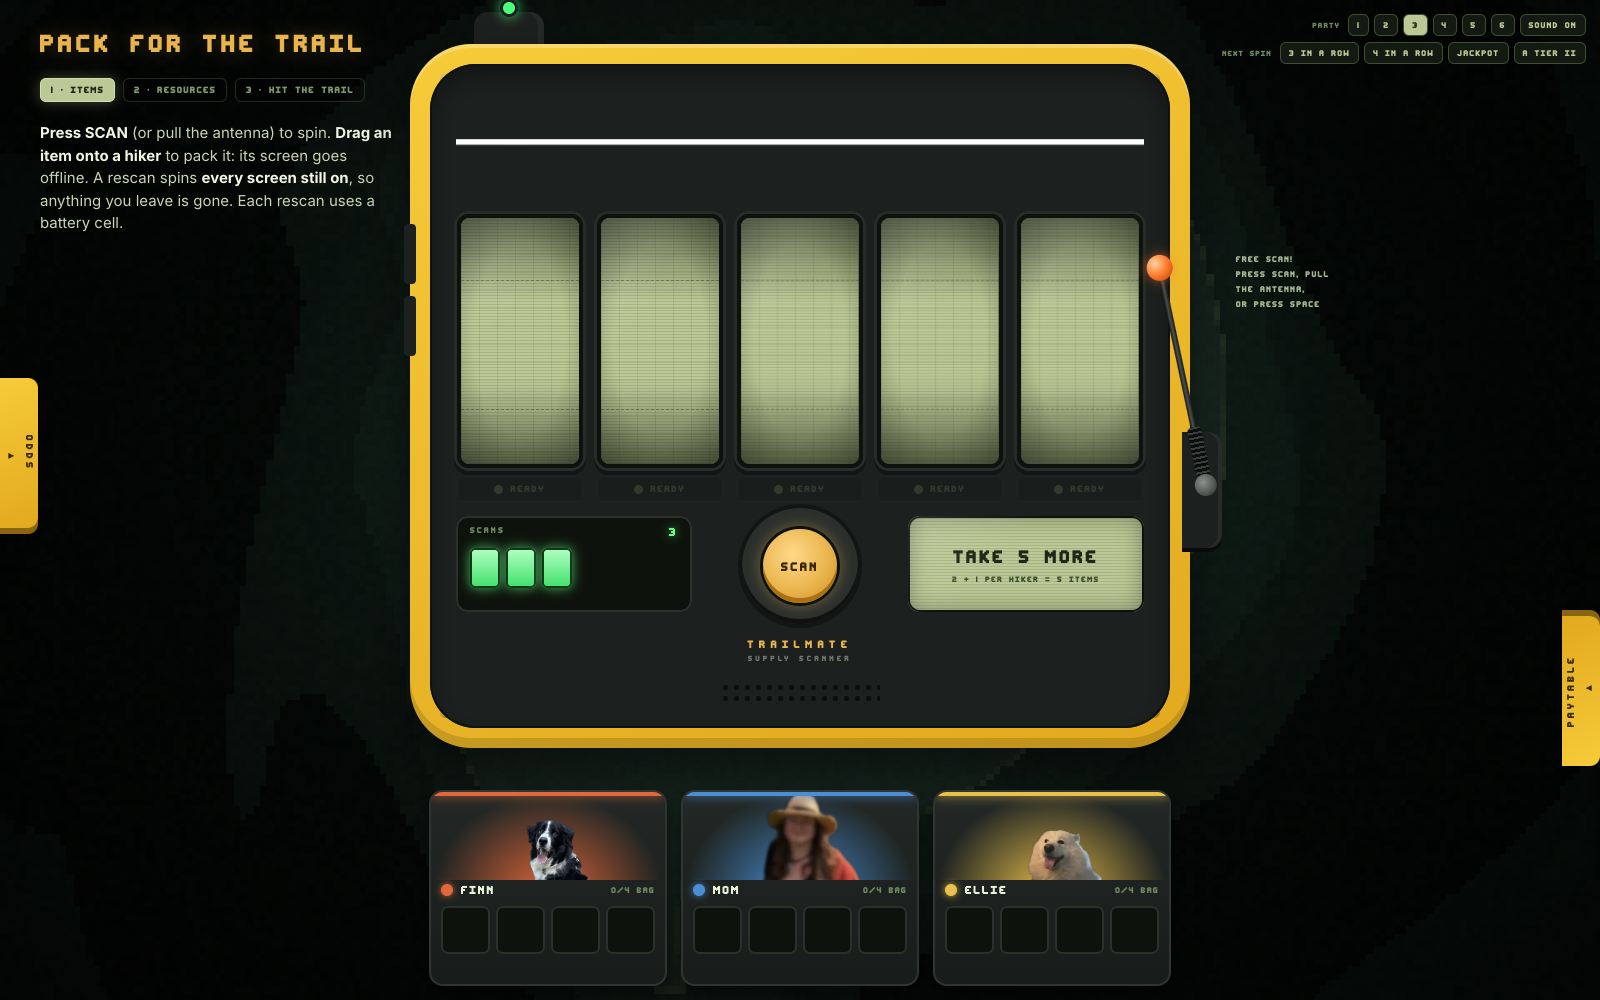 PACK FOR THE TRAIL
1 · ITEMS
2 · RESOURCES
3 · HIT THE TRAIL
Press SCAN (or pull the antenna) to spin. Drag an
item onto a hiker to pack it: its screen goes
offline. A rescan spins every screen still on, so
anything you leave is gone. Each rescan uses a
battery cell.
PARTY
1
2
3
4
5
6
SOUND ON
NEXT SPIN
3 IN A ROW
4 IN A ROW
JACKPOT
A TIER II
FREE SCAN!
PRESS SCAN, PULL
THE ANTENNA,
OR PRESS SPACE
ODDS
READY
READY
READY
READY
READY
SCANS
3
SCAN
TAKE 5 MORE
2 + 1 PER HIKER = 5 ITEMS
TRAILMATE
SUPPLY SCANNER
PAYTABLE
FINN
0/4 BAG
MOM
0/4 BAG
ELLIE
0/4 BAG